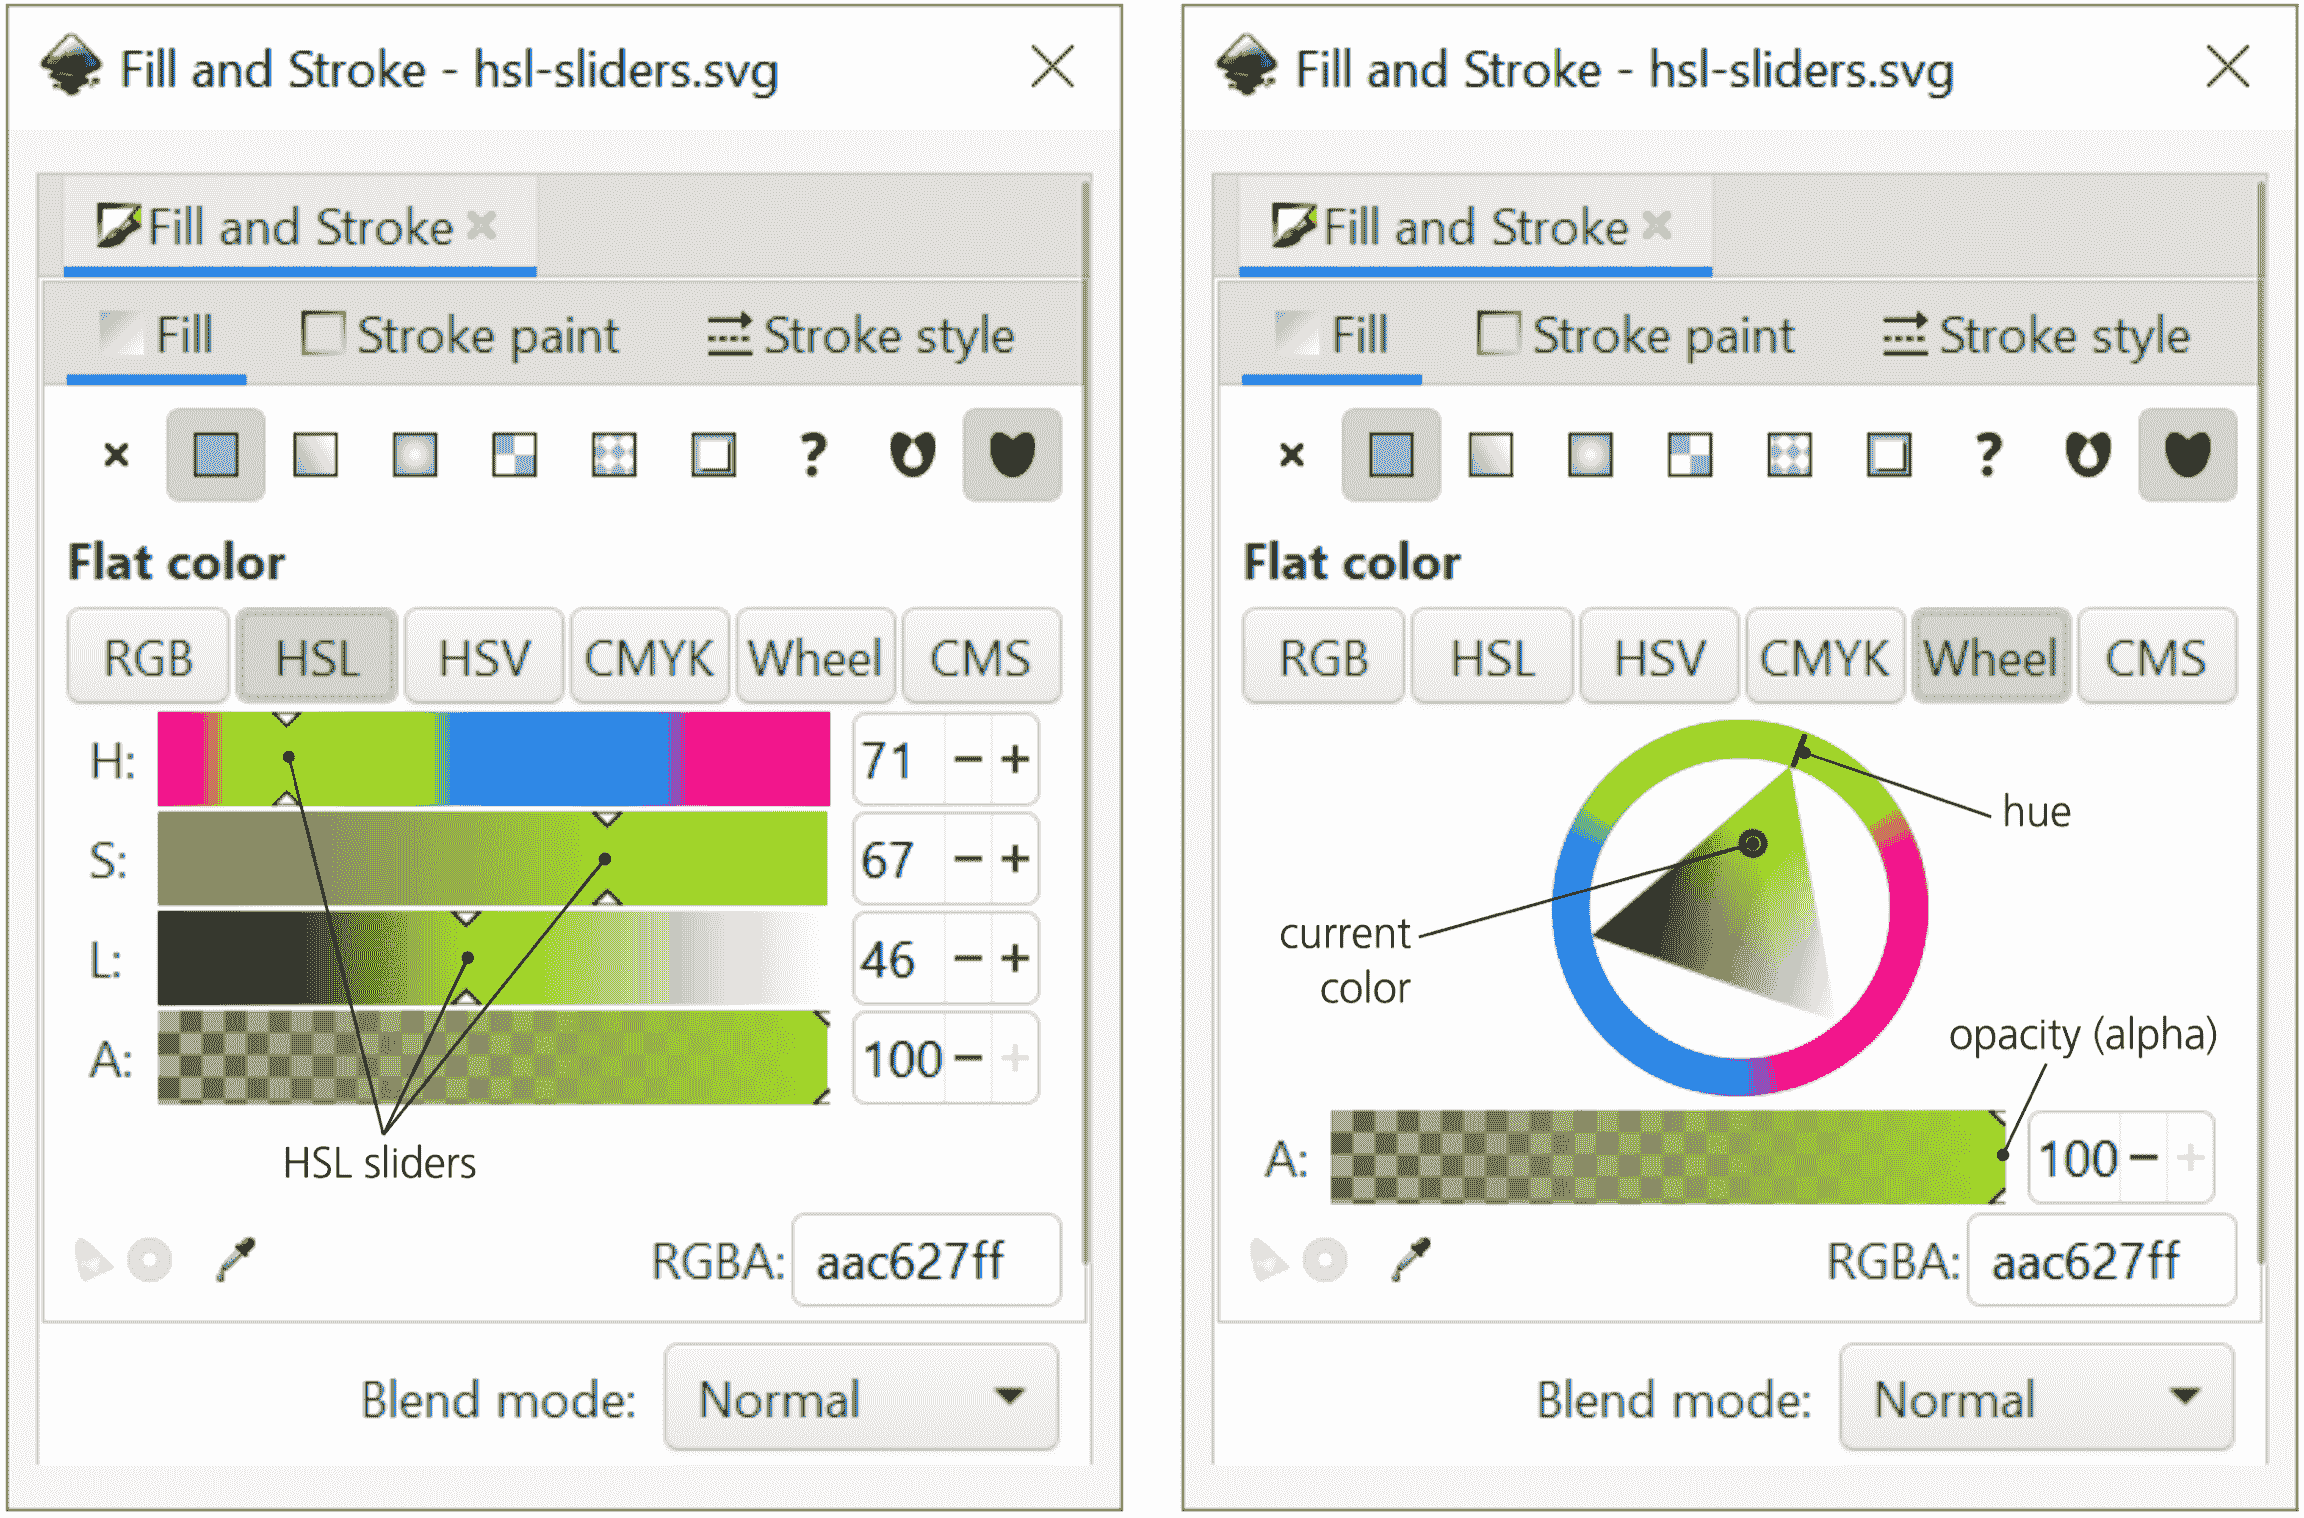 Fill and Stroke - hsl-sliders.svg
Fill and Stroke
Fill Stroke paint Stroke style
?
Flat color
RGB HSL HSV CMYK Wheel CMS
H: 71 − +
S: 67 − +
L: 46 − +
A: 100 − +
HSL sliders
RGBA: aac627ff
Blend mode: Normal
Fill and Stroke - hsl-sliders.svg
Fill and Stroke
Fill Stroke paint Stroke style
?
Flat color
RGB HSL HSV CMYK Wheel CMS
hue
current
color
opacity (alpha)
A: 100 − +
RGBA: aac627ff
Blend mode: Normal